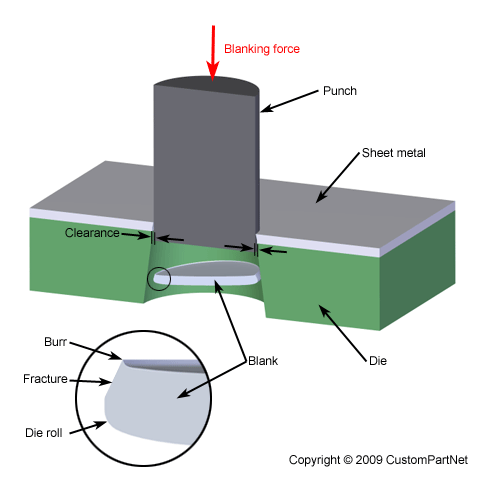 Blanking force
Punch
Sheet metal
Clearance
Burr
Blank
Die
Fracture
Die roll
Copyright © 2009 CustomPartNet